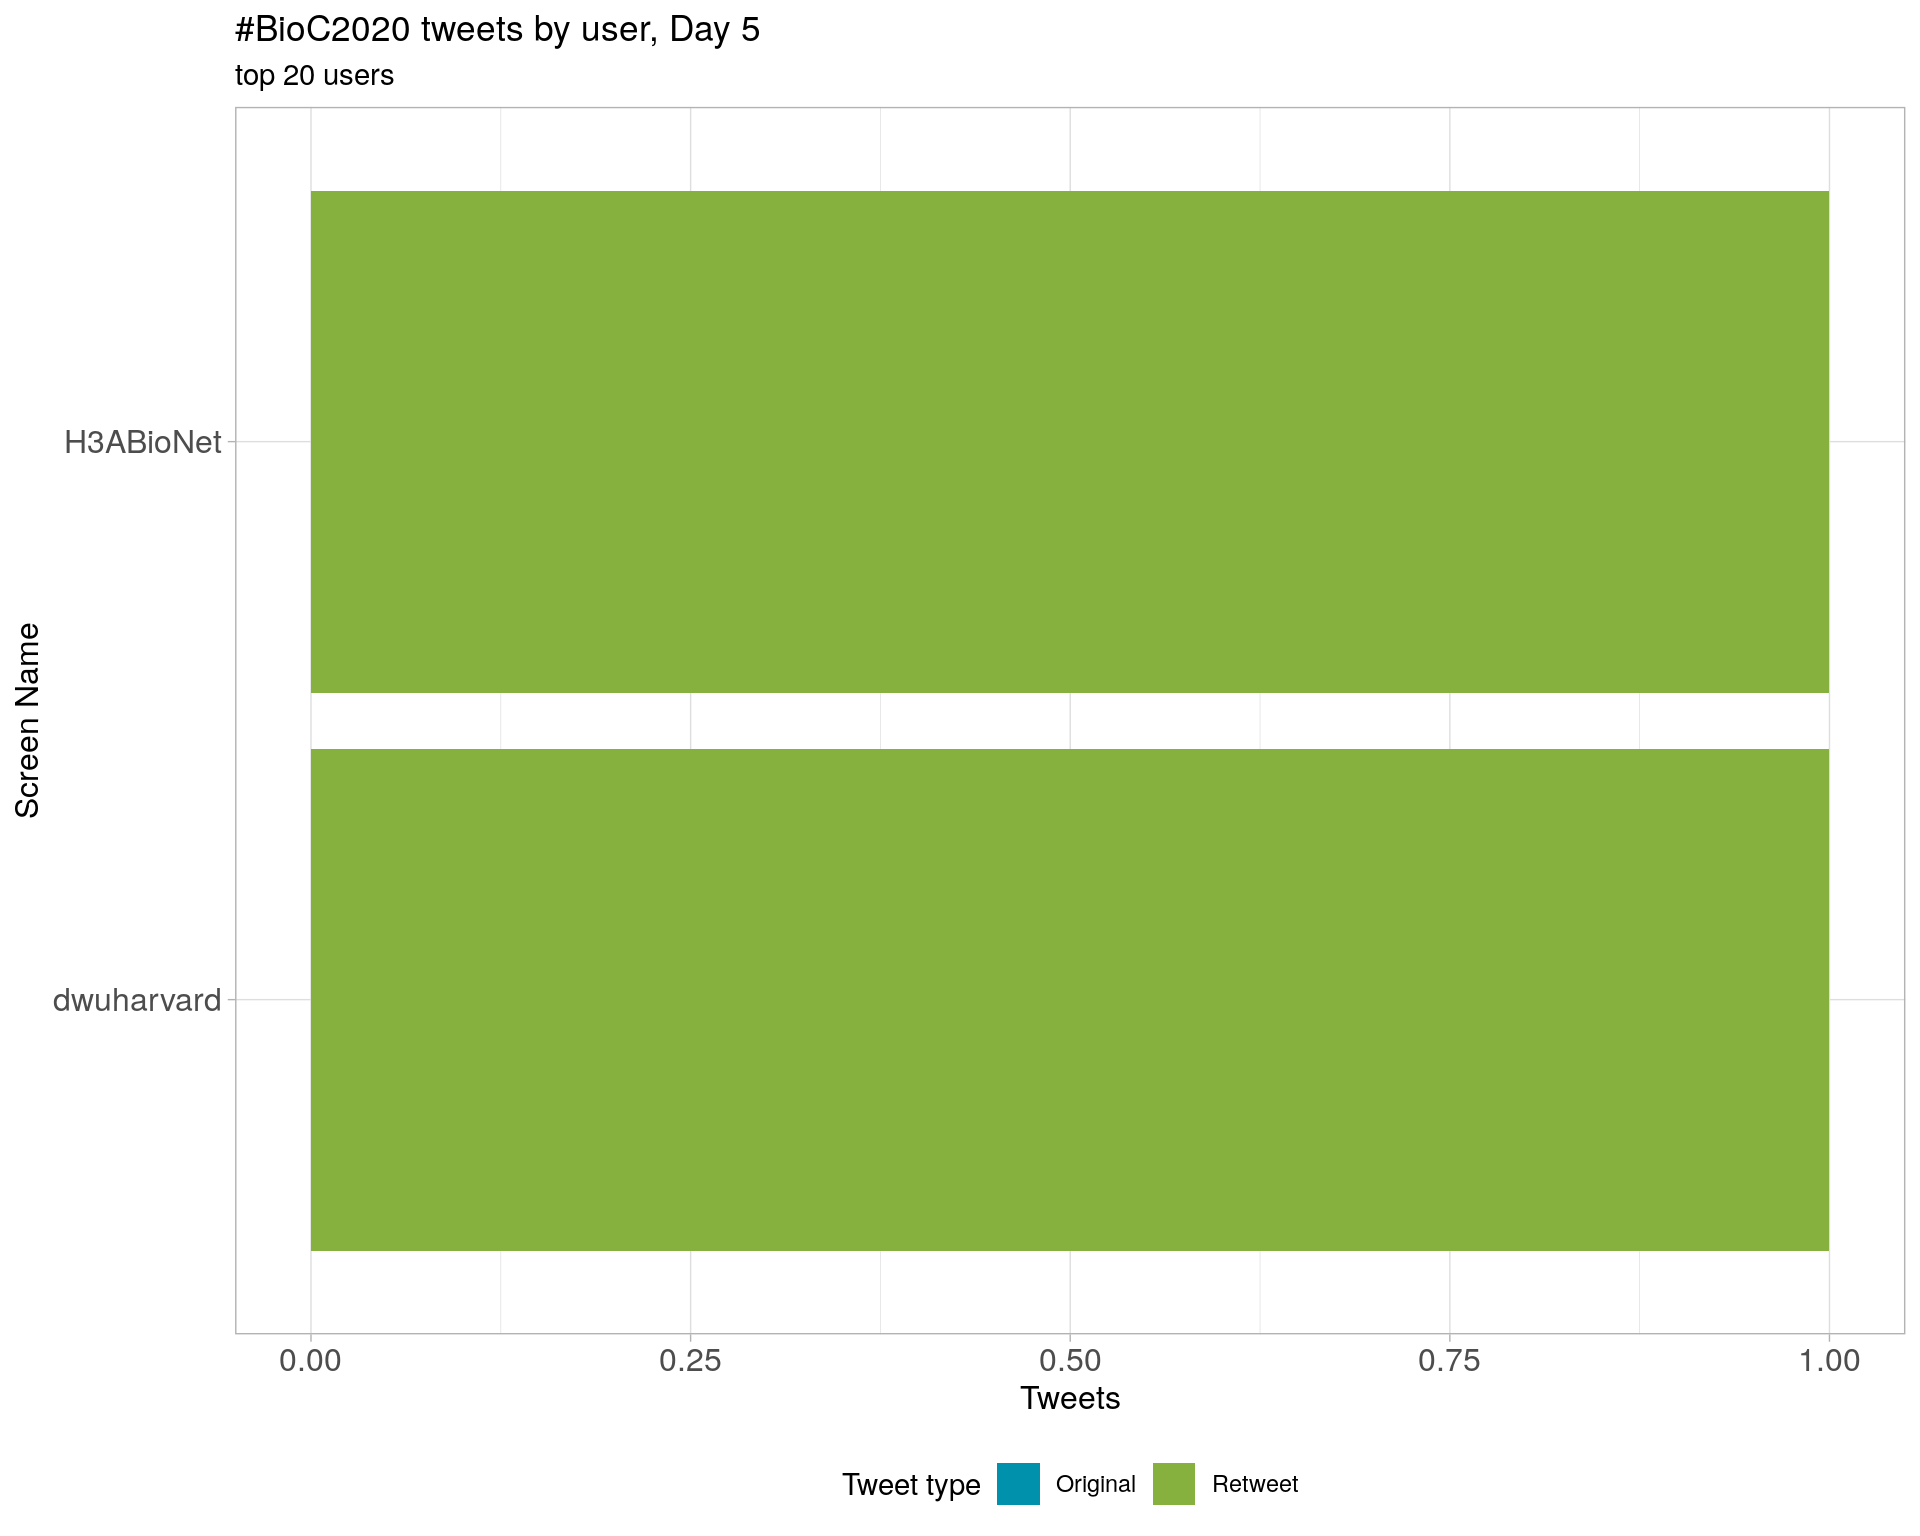 #BioC2020 tweets by user, Day 5
top 20 users
Screen Name
H3ABioNet
dwuharvard
0.00 0.25 0.50 0.75 1.00
Tweets
Tweet type Original Retweet